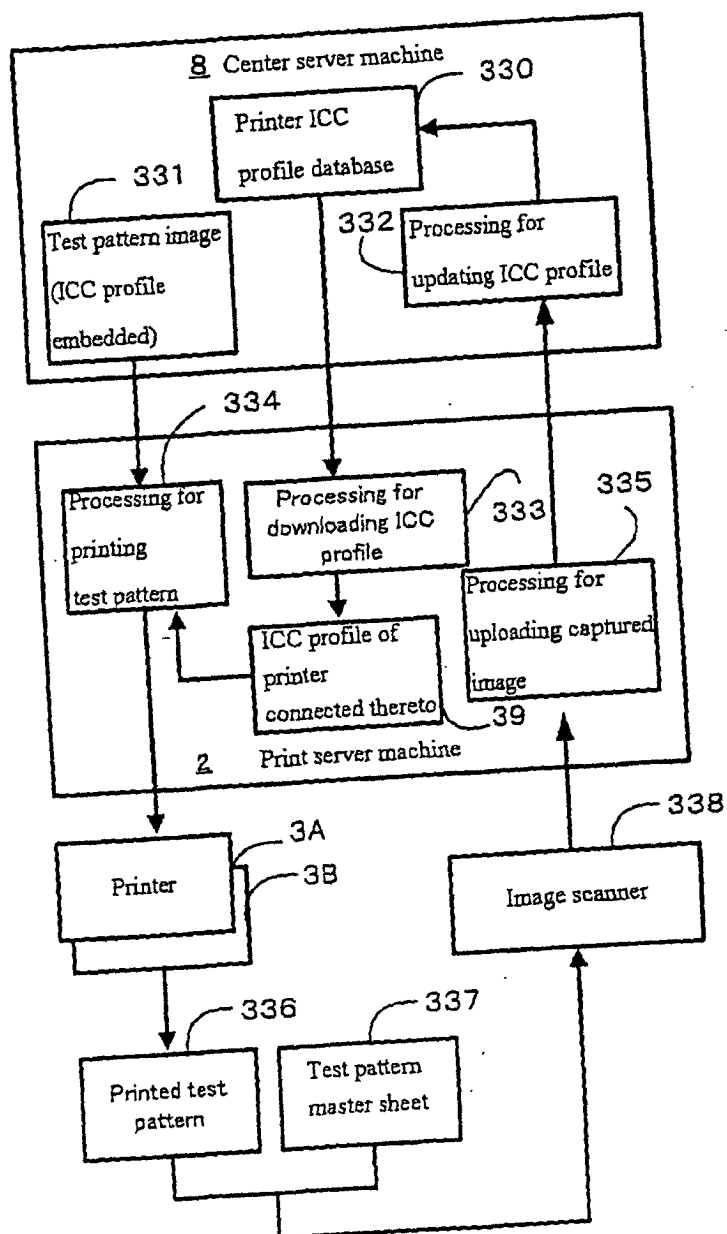 8 Center server machine
330
Printer ICC
profile database
331
Test pattern image
(ICC profile
embedded)
332
Processing for
updating ICC profile
334
Processing for
printing
test pattern
Processing for
downloading ICC
profile
333
335
Processing for
uploading captured
image
ICC profile of
printer
connected thereto
39
2 Print server machine
3A
Printer
3B
338
Image scanner
336
Printed test
pattern
337
Test pattern
master sheet